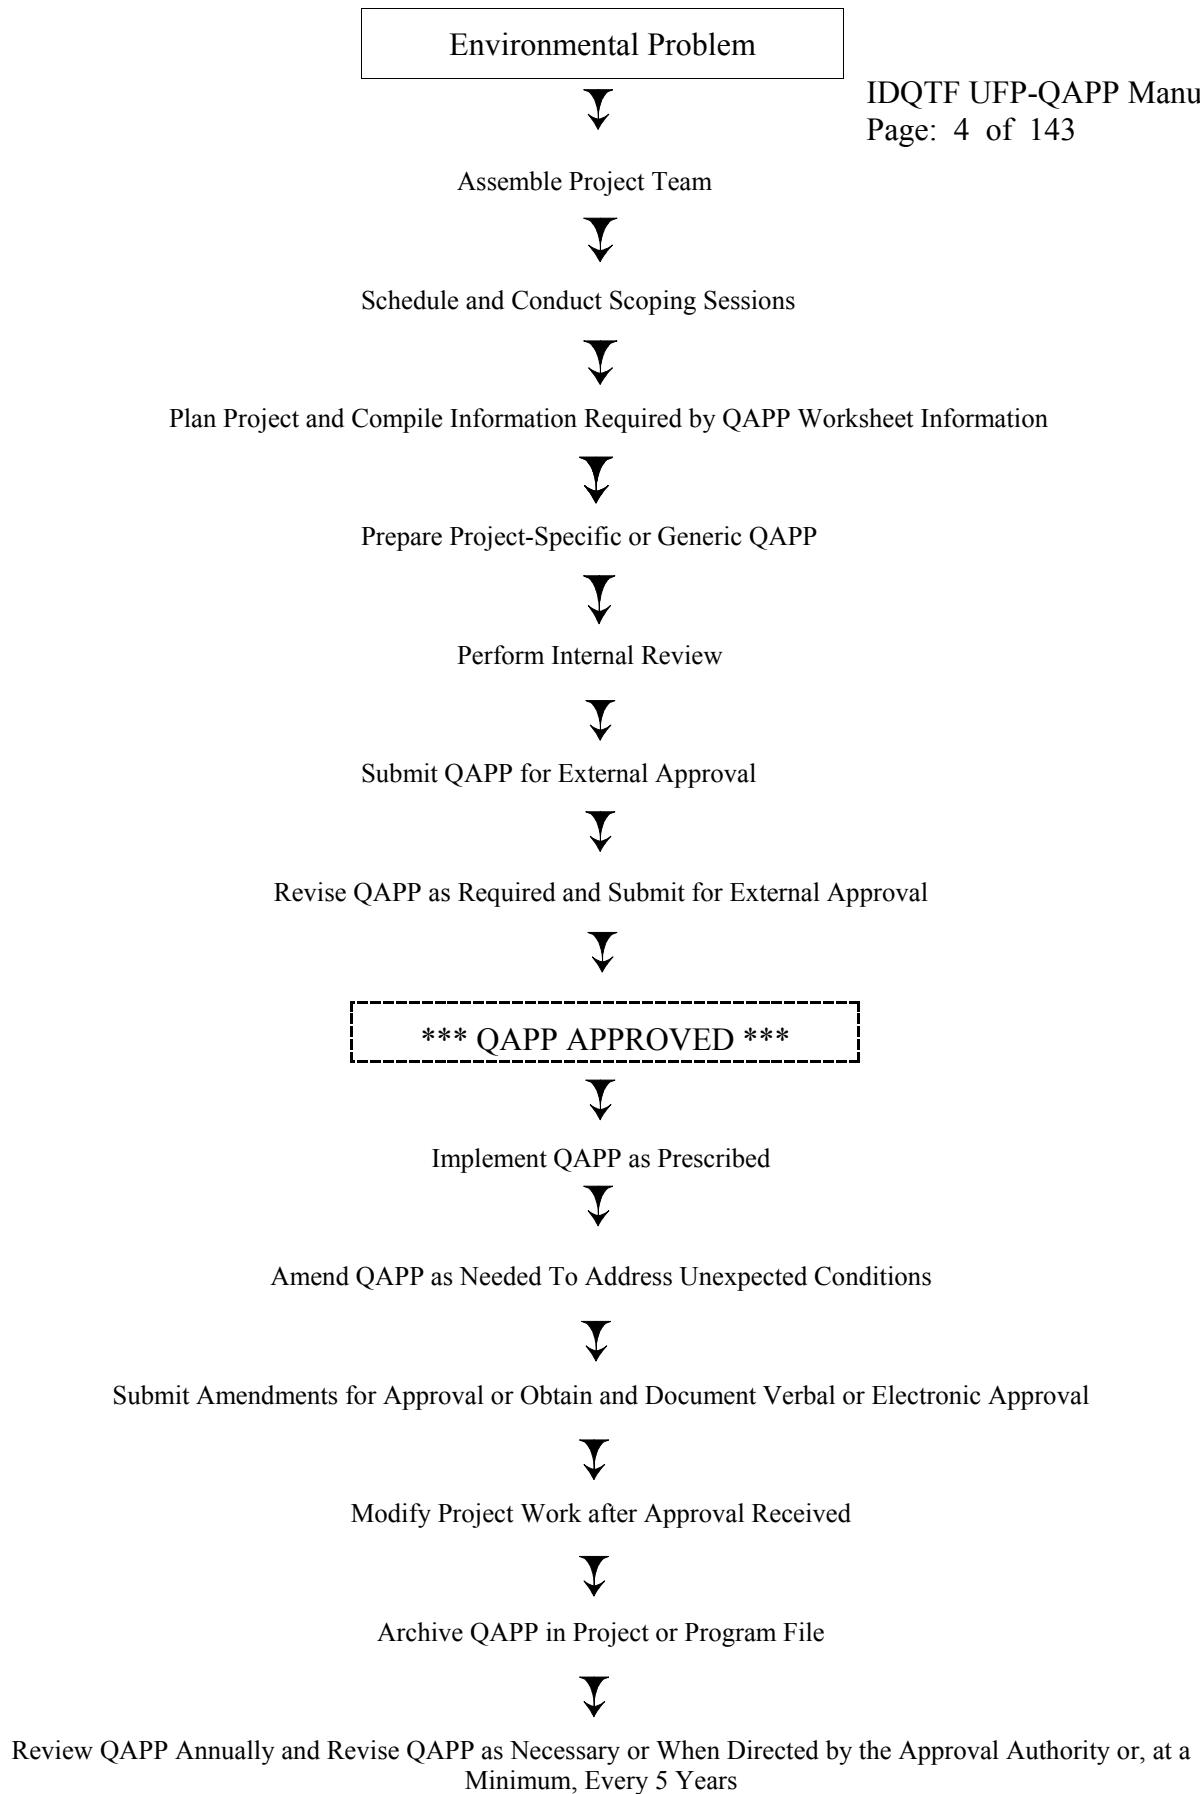 Environmental Problem
IDQTF UFP-QAPP Manu
Page: 4 of 143
Assemble Project Team
Schedule and Conduct Scoping Sessions
Plan Project and Compile Information Required by QAPP Worksheet Information
Prepare Project-Specific or Generic QAPP
Perform Internal Review
Submit QAPP for External Approval
Revise QAPP as Required and Submit for External Approval
*** QAPP APPROVED ***
Implement QAPP as Prescribed
Amend QAPP as Needed To Address Unexpected Conditions
Submit Amendments for Approval or Obtain and Document Verbal or Electronic Approval
Modify Project Work after Approval Received
Archive QAPP in Project or Program File
Review QAPP Annually and Revise QAPP as Necessary or When Directed by the Approval Authority or, at a
Minimum, Every 5 Years